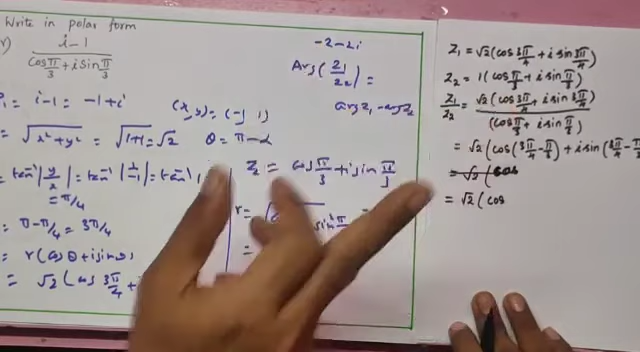 Write in polar form
i-1
cos π/3 + i sin π/3
-2-2i
Arg(z1/z2) =
arg z1 - arg z2
i-1 = -1+i
(x,y) = (-1, 1)
= √x²+y² = √1+1 = √2
θ = π-α
= tan⁻¹|y/x| = tan⁻¹|1/-1| = tan⁻¹
= π/4
= π-π/4 = 3π/4
= r(cos θ + i sin θ)
= √2 (cos 3π/4 +
z2 = cos π/3 + i sin π/3
r = √
=
Z1 = √2 (cos 3π/4 + i sin 3π/4)
Z2 = 1(cos π/3 + i sin π/3)
Z1/Z2 = √2 (cos 3π/4 + i sin 3π/4)
(cos π/3 + i sin π/3)
= √2 (cos(3π/4 - π/3) + i sin(3π/4 -
= √2 ( cos
= √2 ( cos